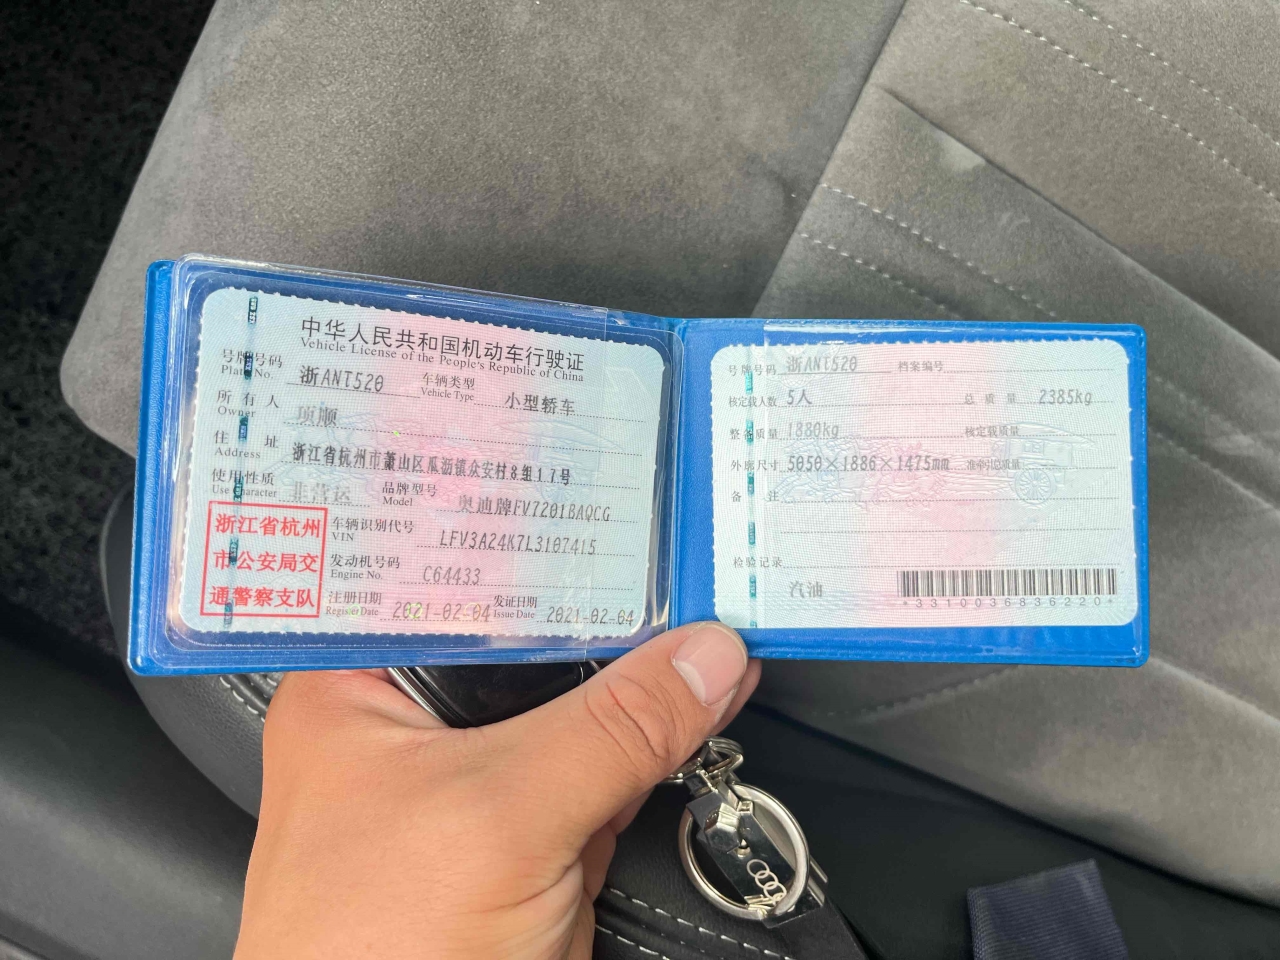 中华人民共和国机动车行驶证
Vehicle License of the People's Republic of China
号牌号码 浙ANT520 车辆类型 小型轿车
Plate No. Vehicle Type
所有人 项顺
Owner
住址 浙江省杭州市萧山区瓜沥镇众安村8组17号
Address
使用性质 非营运 品牌型号 奥迪牌FV7201BAQCG
Use Character Model
浙江省杭州
市公安局交
通警察支队
车辆识别代号 LFV3A24K7L3107415
VIN
发动机号码 C64433
Engine No.
注册日期 2021-02-04 发证日期 2021-02-04
Register Date Issue Date
号牌号码 浙ANT520 档案编号
核定载人数 5人 总质量 2385kg
整备质量 1880kg 核定载质量
外廓尺寸 5050×1886×1475mm 准牵引总质量
备注
检验记录
汽油
*3310036836220*